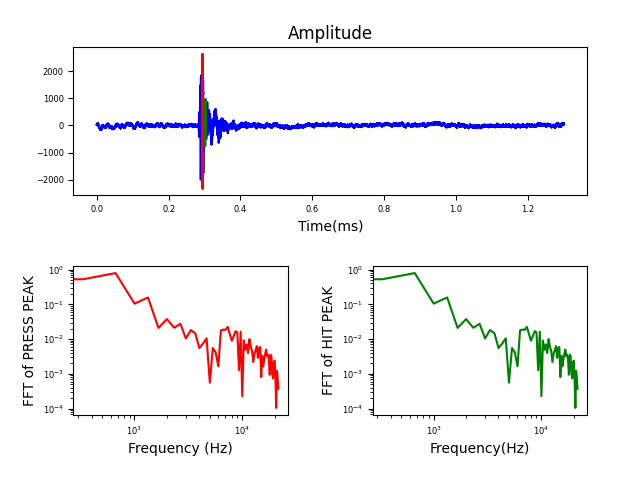 Amplitude
2000
1000
0
−1000
−2000
0.0 0.2 0.4 0.6 0.8 1.0 1.2
Time(ms)
FFT of PRESS PEAK
10⁰
10⁻¹
10⁻²
10⁻³
10⁻⁴
10³ 10⁴
Frequency (Hz)
FFT of HIT PEAK
10⁰
10⁻¹
10⁻²
10⁻³
10⁻⁴
10³ 10⁴
Frequency(Hz)